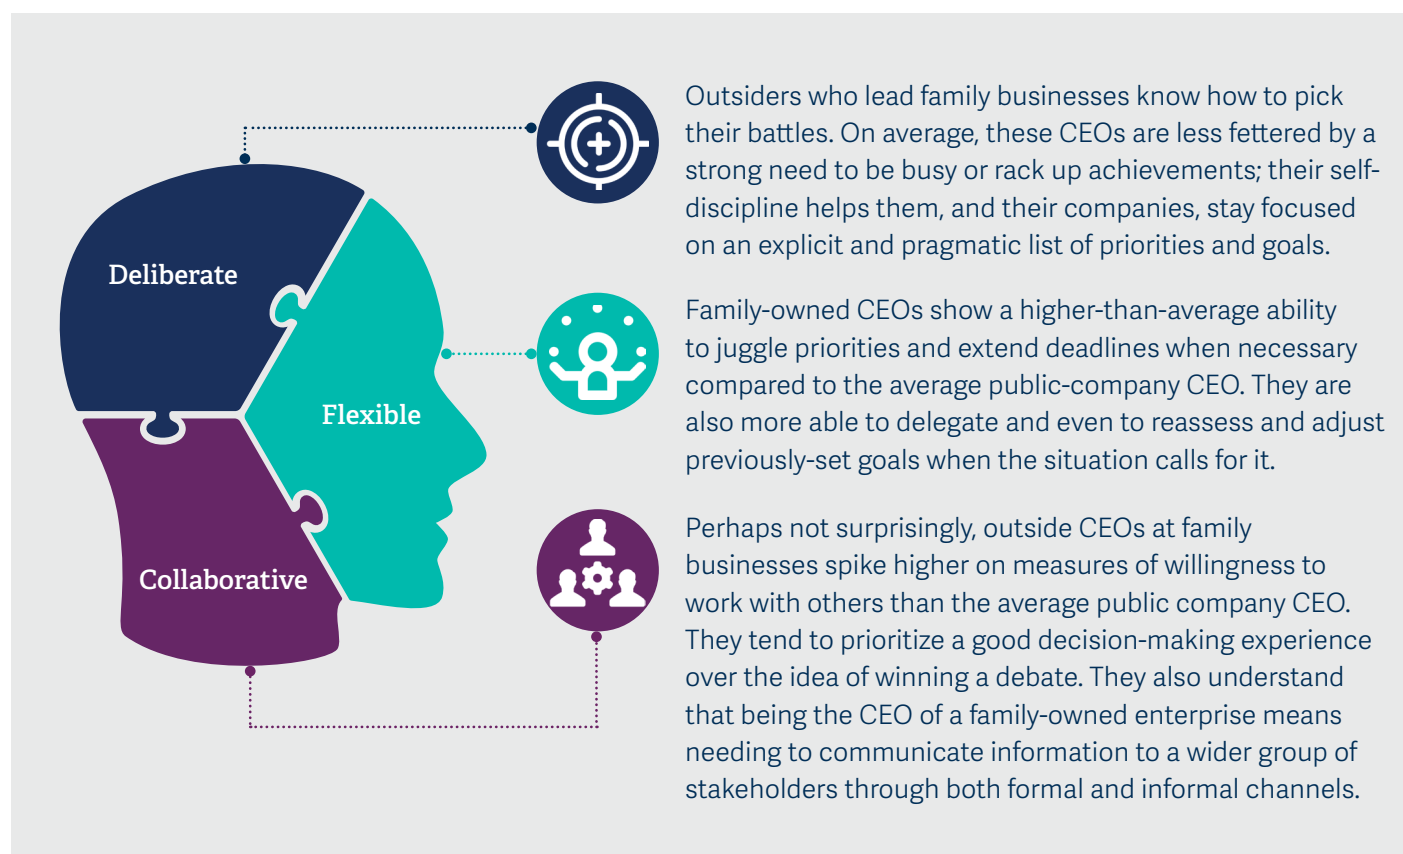 Deliberate
Outsiders who lead family businesses know how to pick
their battles. On average, these CEOs are less fettered by a
strong need to be busy or rack up achievements; their self-
discipline helps them, and their companies, stay focused
on an explicit and pragmatic list of priorities and goals.
Flexible
Family-owned CEOs show a higher-than-average ability
to juggle priorities and extend deadlines when necessary
compared to the average public-company CEO. They are
also more able to delegate and even to reassess and adjust
previously-set goals when the situation calls for it.
Collaborative
Perhaps not surprisingly, outside CEOs at family
businesses spike higher on measures of willingness to
work with others than the average public company CEO.
They tend to prioritize a good decision-making experience
over the idea of winning a debate. They also understand
that being the CEO of a family-owned enterprise means
needing to communicate information to a wider group of
stakeholders through both formal and informal channels.